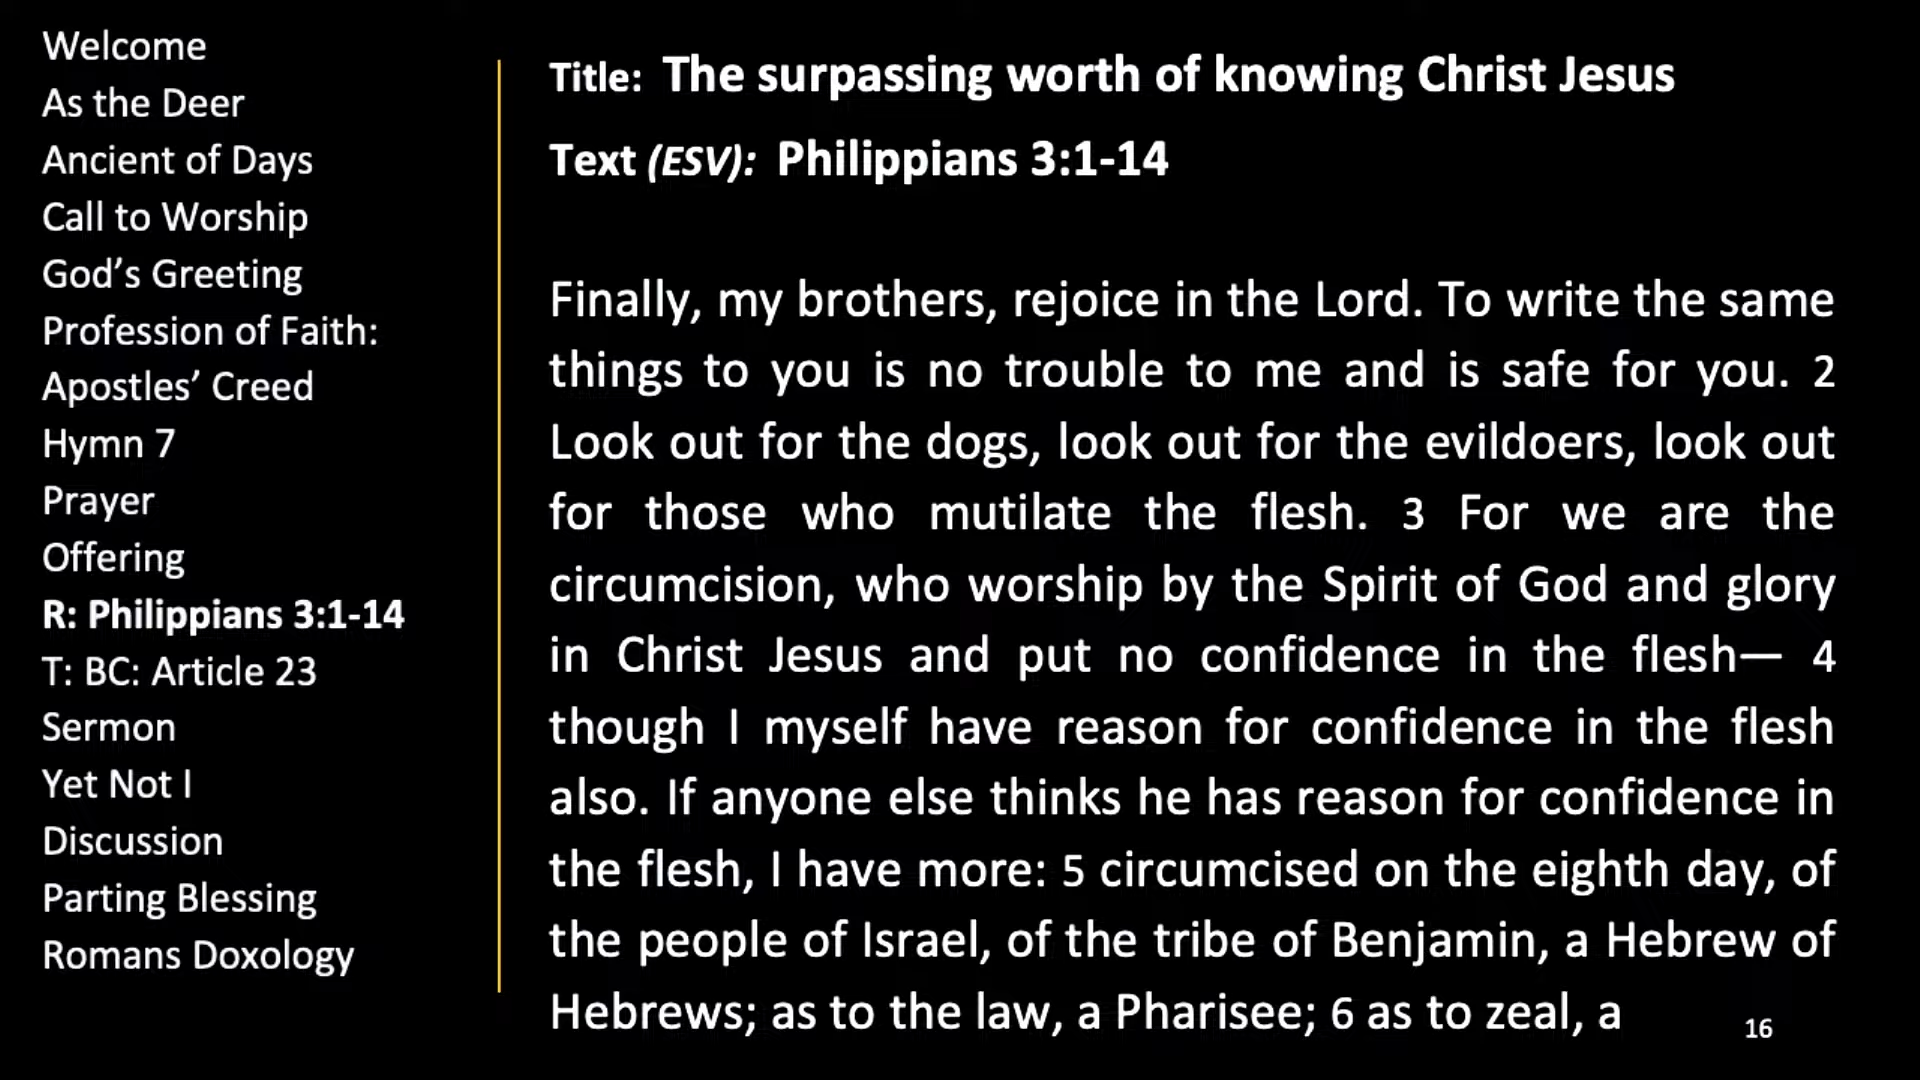 Welcome
As the Deer
Ancient of Days
Call to Worship
God’s Greeting
Profession of Faith:
Apostles’ Creed
Hymn 7
Prayer
Offering
R: Philippians 3:1-14
T: BC: Article 23
Sermon
Yet Not I
Discussion
Parting Blessing
Romans Doxology
Title: The surpassing worth of knowing Christ Jesus
Text (ESV): Philippians 3:1-14
Finally, my brothers, rejoice in the Lord. To write the same
things to you is no trouble to me and is safe for you. 2
Look out for the dogs, look out for the evildoers, look out
for those who mutilate the flesh. 3 For we are the
circumcision, who worship by the Spirit of God and glory
in Christ Jesus and put no confidence in the flesh— 4
though I myself have reason for confidence in the flesh
also. If anyone else thinks he has reason for confidence in
the flesh, I have more: 5 circumcised on the eighth day, of
the people of Israel, of the tribe of Benjamin, a Hebrew of
Hebrews; as to the law, a Pharisee; 6 as to zeal, a
16